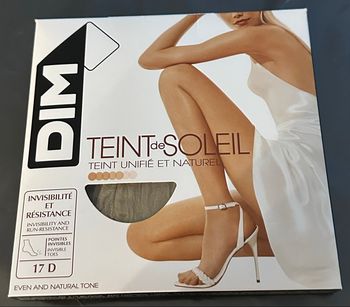 DIM
TEINT de SOLEIL
TEINT UNIFIÉ ET NATUREL
INVISIBILITÉ
ET
RÉSISTANCE
INVISIBILITY AND
RUN-RESISTANCE
POINTES
INVISIBLES
INVISIBLE
TOES
17 D
EVEN AND NATURAL TONE